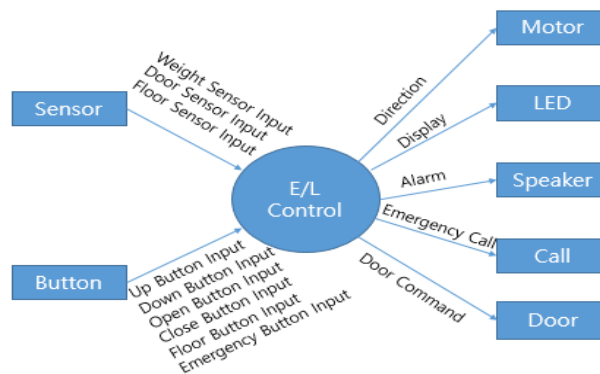 Sensor
Weight Sensor Input
Door Sensor Input
Floor Sensor Input
Button
Up Button Input
Down Button Input
Open Button Input
Close Button Input
Floor Button Input
Emergency Button Input
E/L
Control
Direction
Display
Alarm
Emergency Call
Door Command
Motor
LED
Speaker
Call
Door